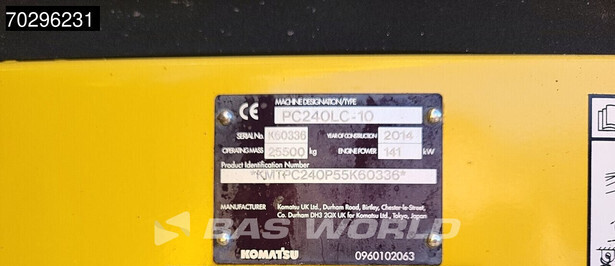 70296231
CE
MACHINE DESIGNATION/TYPE
PC240LC-10
SERIAL No. K60336 YEAR OF CONSTRUCTION 2014
OPERATING MASS 25500 kg ENGINE POWER 141 kW
Product Identification Number
*KMTPC240P55K60336*
MANUFACTURER Komatsu UK Ltd., Durham Road, Birtley, Chester-le-Street,
Co. Durham DH3 2QX UK for Komatsu Ltd., Tokyo, Japan
BAS WORLD
KOMATSU 0960102063